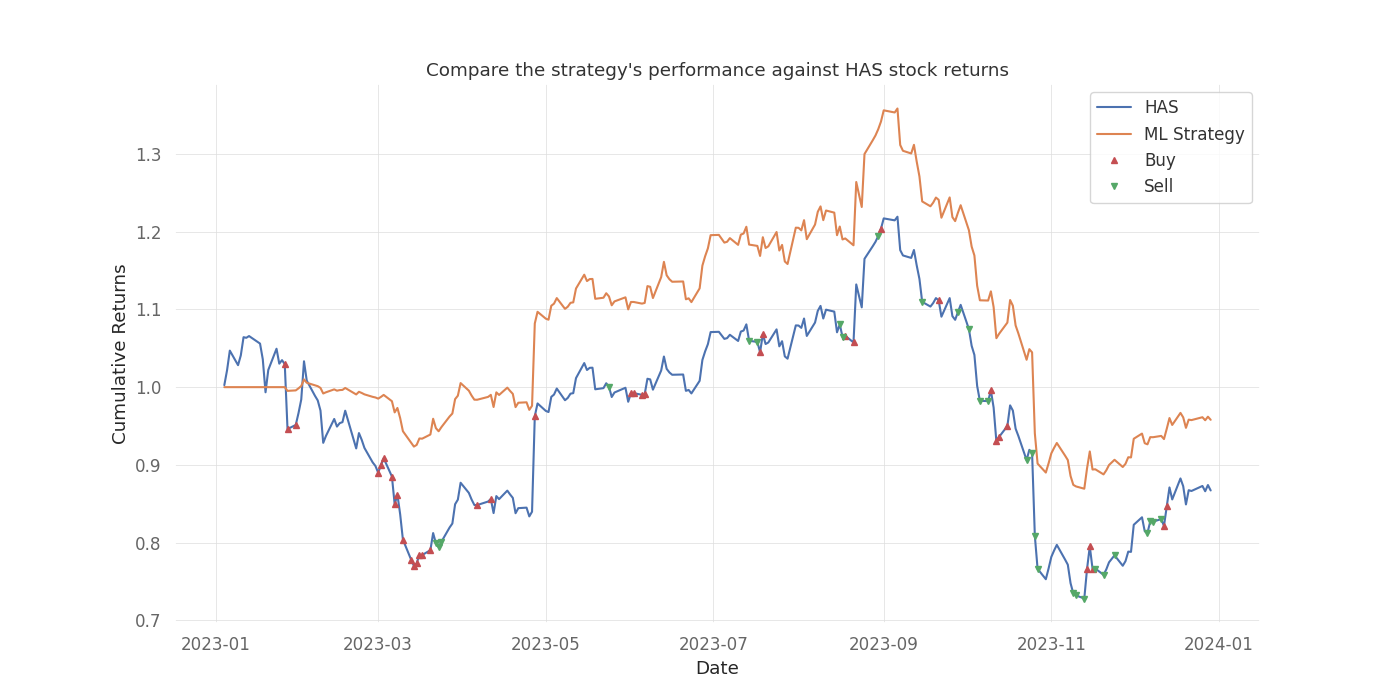 Compare the strategy's performance against HAS stock returns
HAS
ML Strategy
Buy
Sell
Cumulative Returns
1.3
1.2
1.1
1.0
0.9
0.8
0.7
2023-01
2023-03
2023-05
2023-07
2023-09
2023-11
2024-01
Date